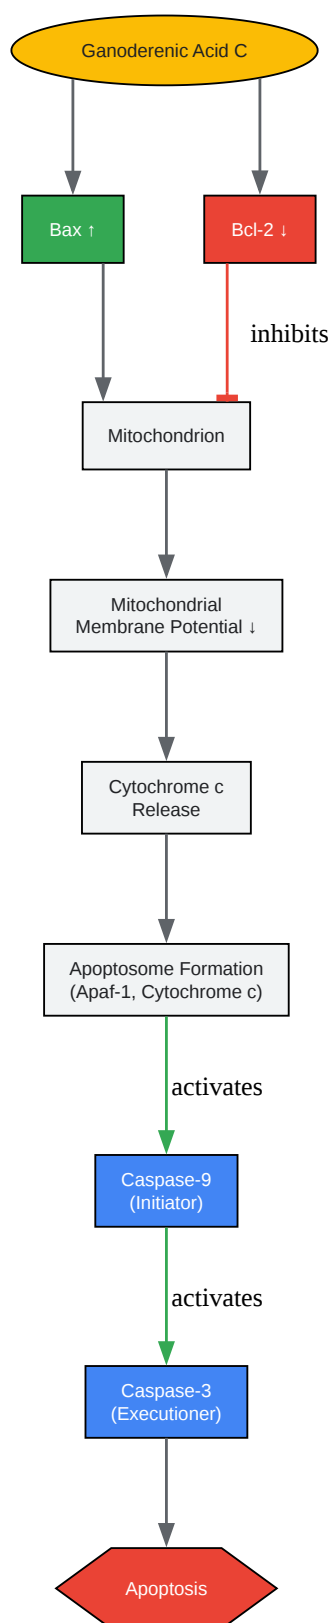 Ganoderenic Acid C
Bax ↑
Bcl-2 ↓
inhibits
Mitochondrion
Mitochondrial
Membrane Potential ↓
Cytochrome c
Release
Apoptosome Formation
(Apaf-1, Cytochrome c)
activates
Caspase-9
(Initiator)
activates
Caspase-3
(Executioner)
Apoptosis